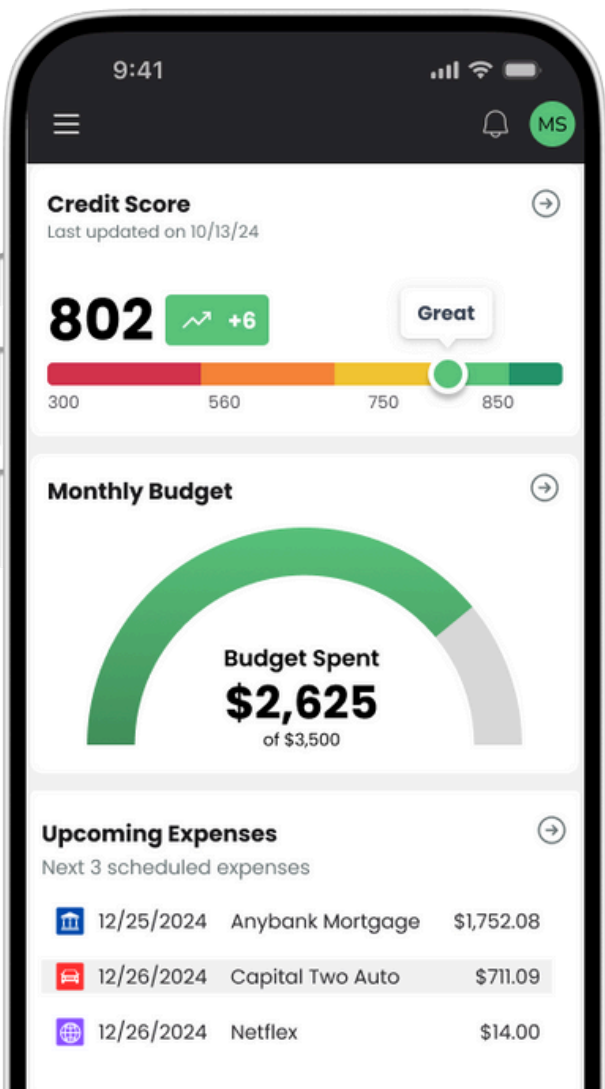 9:41
MS
Credit Score
Last updated on 10/13/24
802 +6
Great
300 560 750 850
Monthly Budget
Budget Spent
$2,625
of $3,500
Upcoming Expenses
Next 3 scheduled expenses
12/25/2024 Anybank Mortgage $1,752.08
12/26/2024 Capital Two Auto $711.09
12/26/2024 Netflex $14.00